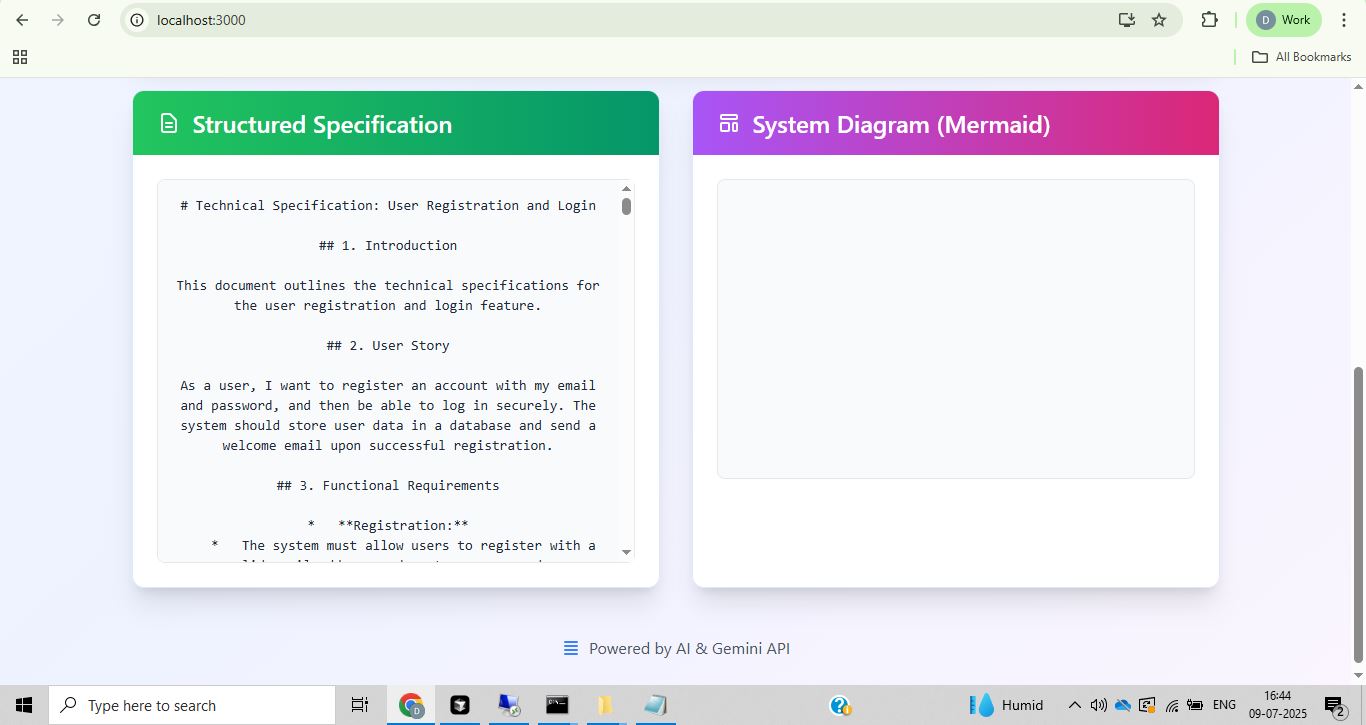 localhost:3000
D Work
All Bookmarks
Structured Specification
# Technical Specification: User Registration and Login
## 1. Introduction
This document outlines the technical specifications for
the user registration and login feature.
## 2. User Story
As a user, I want to register an account with my email
and password, and then be able to log in securely. The
system should store user data in a database and send a
welcome email upon successful registration.
## 3. Functional Requirements
*   **Registration:**
*   The system must allow users to register with a
System Diagram (Mermaid)
Powered by AI & Gemini API
Type here to search
D
Humid
ENG
16:44
09-07-2025
2